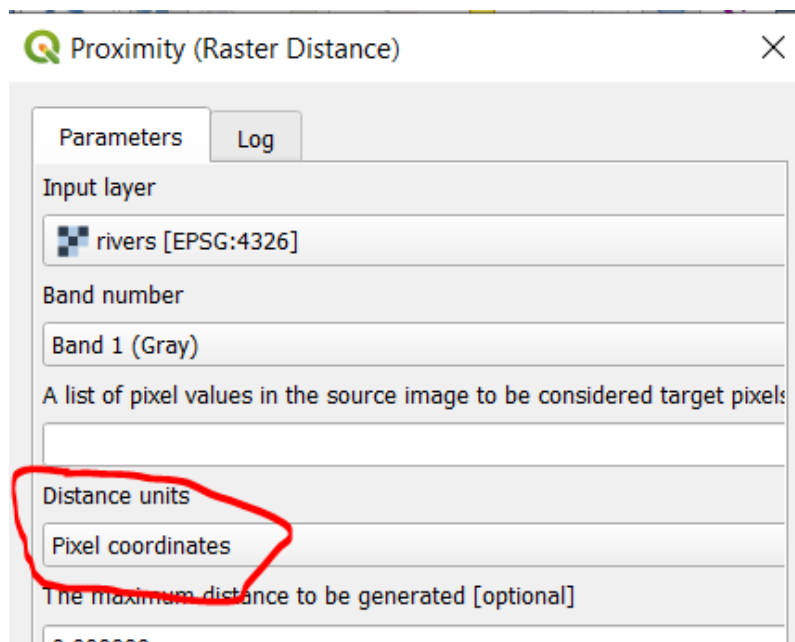 Proximity (Raster Distance)
Parameters Log
Input layer
rivers [EPSG:4326]
Band number
Band 1 (Gray)
A list of pixel values in the source image to be considered target pixels
Distance units
Pixel coordinates
The maximum distance to be generated [optional]